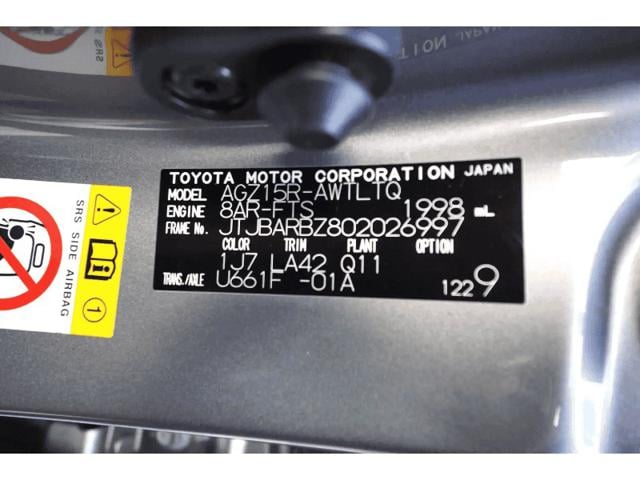 TOYOTA MOTOR CORPORATION JAPAN
MODEL AGZ15R-AWTLTQ
ENGINE 8AR-FTS 1998 mL
FRAME No. JTJBARBZ802026997
COLOR TRIM PLANT OPTION
1J7 LA42 Q11
TRANS./AXLE U661F -01A
1229
SRS SIDE AIRBAG
1